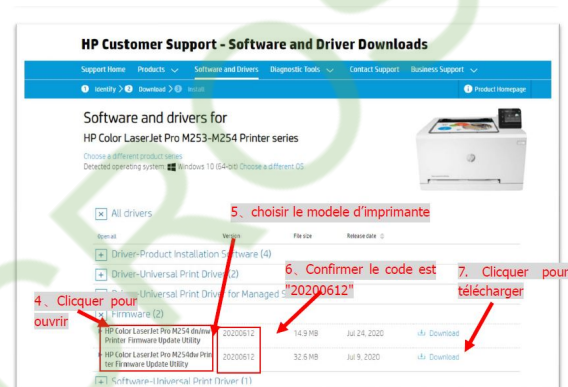 HP Customer Support - Software and Driver Downloads
Support Home Products Software and Drivers Diagnostic Tools Contact Support Business Support
1 Identify > 2 Download > 3 Install
Product Homepage
Software and drivers for
HP Color LaserJet Pro M253-M254 Printer series
Choose a different product series
Detected operating system: Windows 10 (64-bit) Choose a different OS
All drivers
5、choisir le modele d'imprimante
Open all Version File size Release date
Driver-Product Installation Software (4)
Driver-Universal Print Driver (2)
6、Confirmer le code est
"20200612"
7、Clicquer pour
télécharger
Driver-Universal Print Driver for Managed
4、Clicquer pour
ouvrir
Firmware (2)
HP Color LaserJet Pro M254 dn/nw
Printer Firmware Update Utility
20200612 14.9 MB Jul 24, 2020 Download
HP Color LaserJet Pro M254dw Prin
ter Firmware Update Utility
20200612 32.6 MB Jul 9, 2020 Download
Software-Universal Print Driver (1)